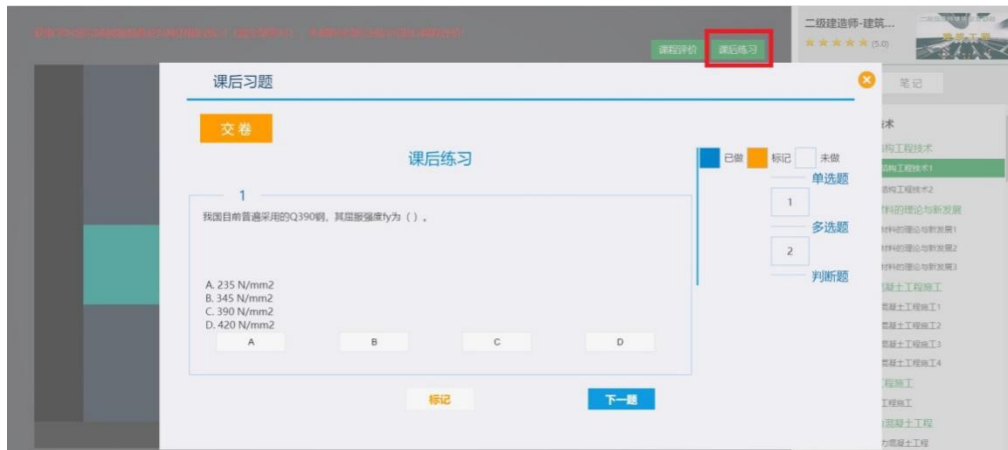 二级建造师-建筑...
(5.0)
课程评价 课后练习
笔记
课后习题
交卷
课后练习
已做 标记 未做
单选题
1
多选题
2
判断题
1
我国目前普遍采用的Q390钢，其屈服强度fy为（ ）。
A. 235 N/mm2
B. 345 N/mm2
C. 390 N/mm2
D. 420 N/mm2
A B C D
标记 下一题
术
结构工程技术
结构工程技术1
结构工程技术2
材料的理论与新发展
材料的理论与新发展1
材料的理论与新发展2
材料的理论与新发展3
混凝土工程施工
混凝土工程施工1
混凝土工程施工2
混凝土工程施工3
混凝土工程施工4
工程施工
工程施工
混凝土工程
力混凝土工程